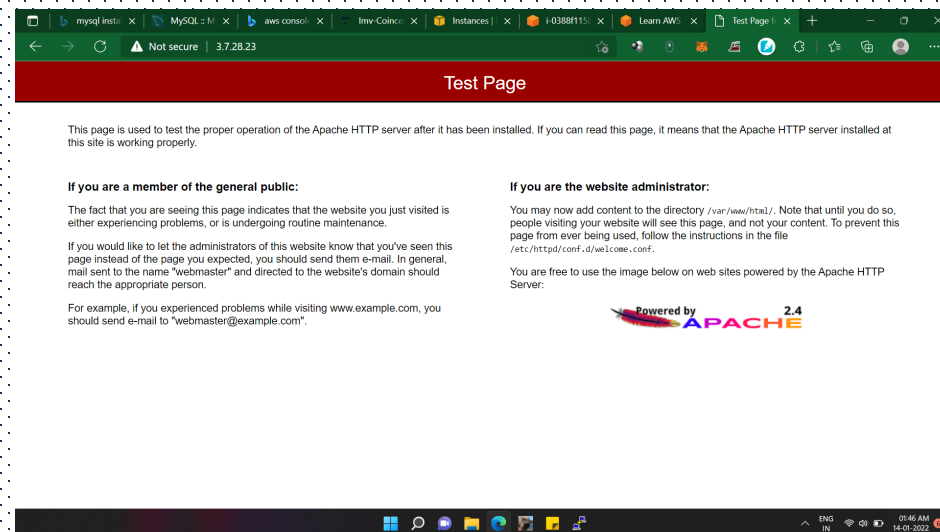 mysql insta
MySQL :: M
aws consol
lmv-Coince
Instances |
i-0388f115
Learn AWS
Test Page f
Not secure | 3.7.28.23
Test Page
This page is used to test the proper operation of the Apache HTTP server after it has been installed. If you can read this page, it means that the Apache HTTP server installed at
this site is working properly.
If you are a member of the general public:
The fact that you are seeing this page indicates that the website you just visited is
either experiencing problems, or is undergoing routine maintenance.
If you would like to let the administrators of this website know that you've seen this
page instead of the page you expected, you should send them e-mail. In general,
mail sent to the name "webmaster" and directed to the website's domain should
reach the appropriate person.
For example, if you experienced problems while visiting www.example.com, you
should send e-mail to "webmaster@example.com".
If you are the website administrator:
You may now add content to the directory /var/www/html/. Note that until you do so,
people visiting your website will see this page, and not your content. To prevent this
page from ever being used, follow the instructions in the file
/etc/httpd/conf.d/welcome.conf.
You are free to use the image below on web sites powered by the Apache HTTP
Server:
Powered by 2.4
APACHE
ENG
IN
01:46 AM
14-01-2022